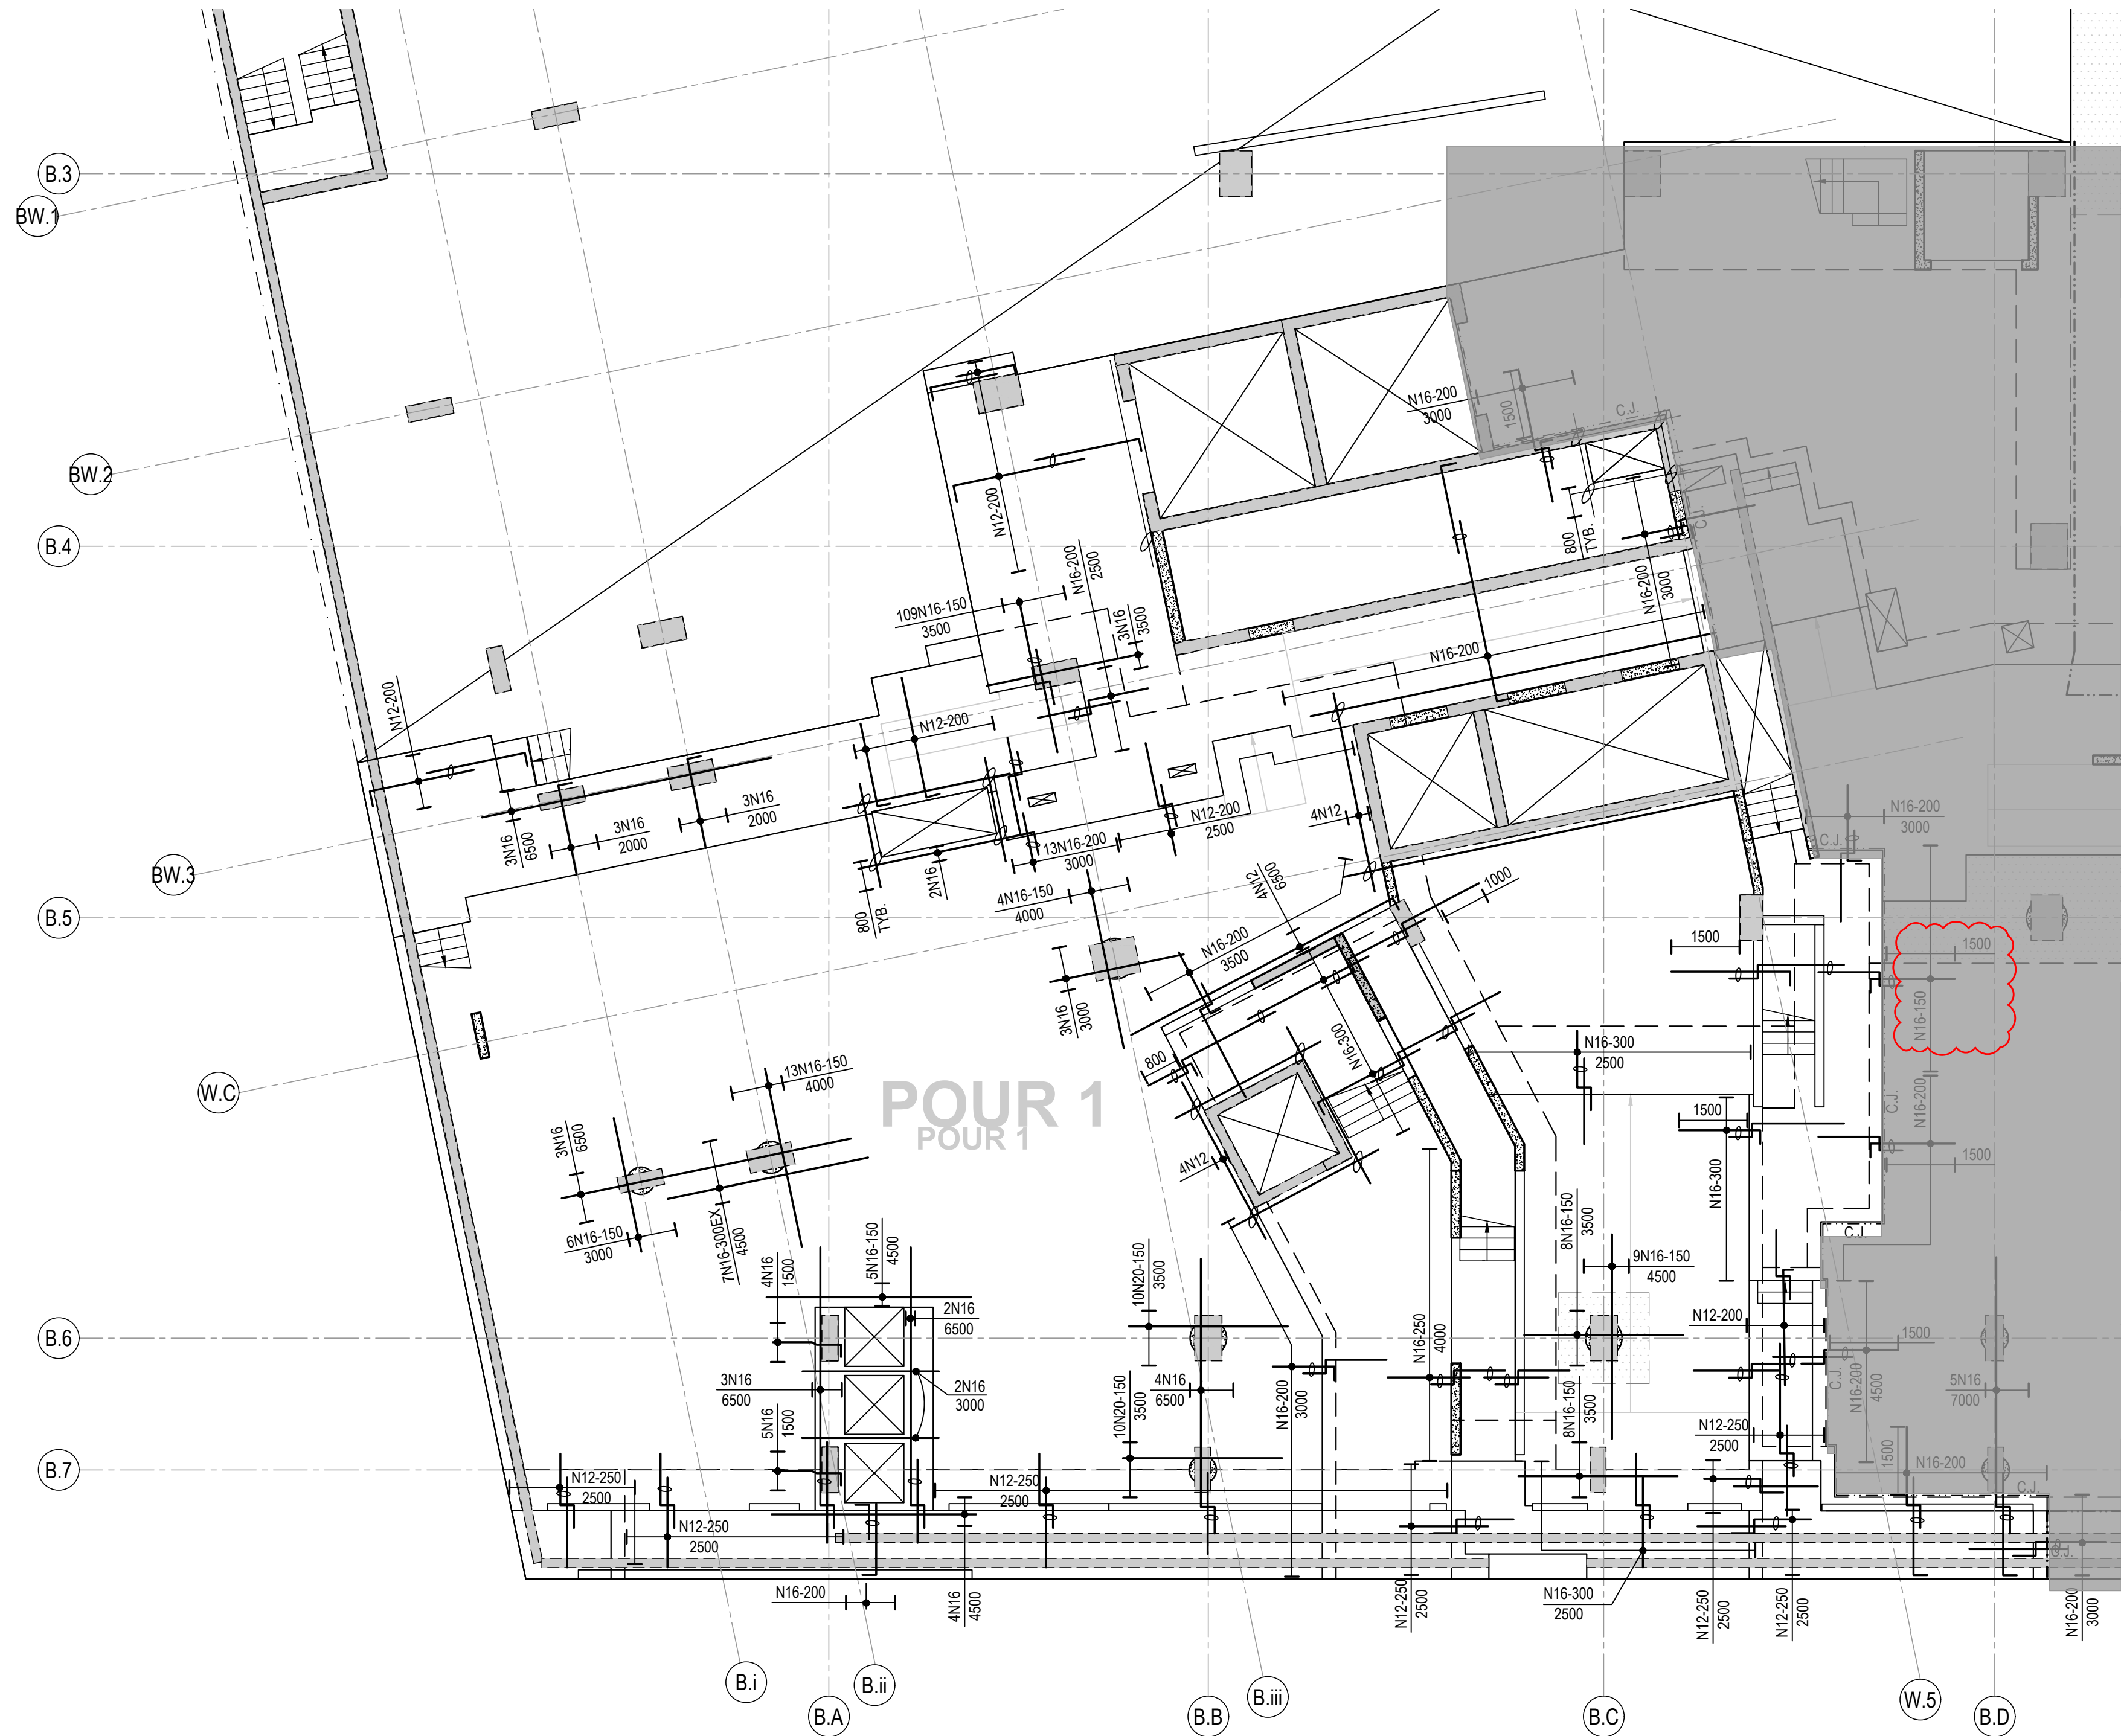 B.3
BW.1
N16-200
3000
1500
C.J.
BW.2
N12-200
800
TYB.
C.J.
B.4
N16-200
2500
N16-200
3000
109N16-150
3500
3N16
3500
N16-200
N12-200
N12-200
3N16
6500
3N16
2000
3N16
2000
N12-200
2500
4N12
N16-200
3000
C.J.
13N16-200
3000
BW.3
2N16
800
TYB.
4N16-150
4000
4N12
6500
1000
B.5
N16-200
3500
1500
1500
3N16
3000
N16-150
N16-300
N16-300
2500
800
13N16-150
4000
W.C
POUR 1
POUR 1
C.J.
N16-200
1500
3N16
6500
4N12
N16-300
1500
6N16-150
3000
7N16-300EX.
4500
8N16-150
3500
C.J.
4N16
1500
5N16-150
4500
10N20-150
3500
9N16-150
4500
2N16
6500
N12-200
B.6
N16-250
4000
1500
C.J.
N16-200
4500
3N16
6500
2N16
3000
4N16
6500
5N16
7000
5N16
1500
10N20-150
3500
N16-200
3000
8N16-150
3500
N12-250
2500
1500
B.7
N12-250
2500
N12-250
2500
N16-200
C.J.
N12-250
2500
C.J.
N16-200
4N16
4500
N12-250
2500
N16-300
2500
N12-250
2500
N12-250
2500
N16-200
3000
B.i
B.ii
B.iii
W.5
B.A
B.B
B.C
B.D